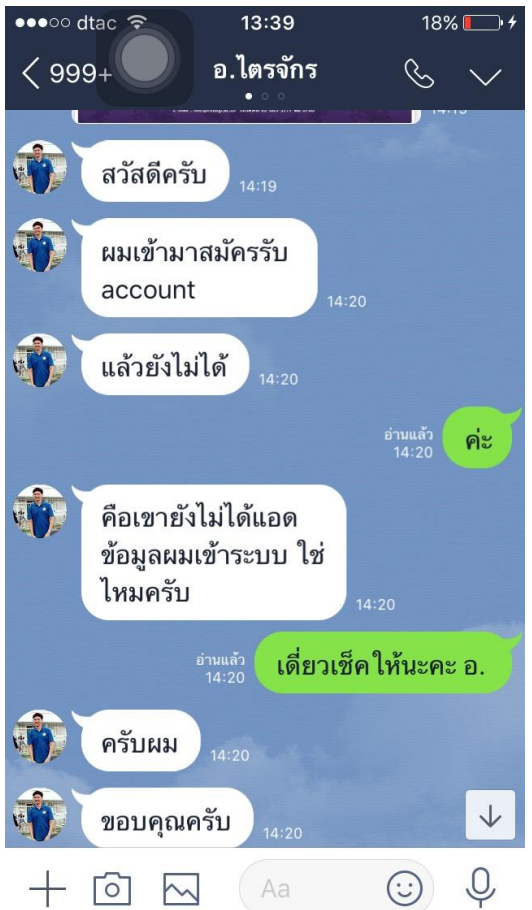 dtac
13:39
18%
999+
อ.ไตรจักร
สวัสดีครับ
14:19
ผมเข้ามาสมัครรับ
account
14:20
แล้วยังไม่ได้
14:20
อ่านแล้ว
14:20
ค่ะ
คือเขายังไม่ได้แอด
ข้อมูลผมเข้าระบบ ใช่
ไหมครับ
14:20
อ่านแล้ว
14:20
เดี่ยวเช็คให้นะคะ อ.
ครับผม
14:20
ขอบคุณครับ
14:20
Aa